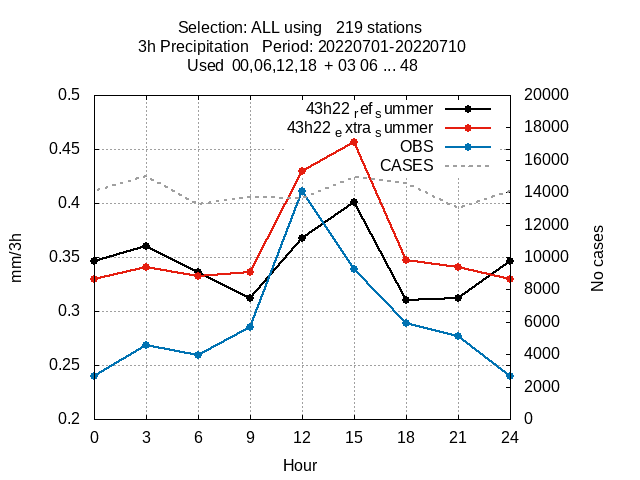 Selection: ALL using   219 stations
3h Precipitation   Period: 20220701-20220710
Used  00,06,12,18  + 03 06 ... 48
0.5
0.45
0.4
0.35
0.3
0.25
0.2
mm/3h
43h22 ref summer
43h22 extra summer
OBS
CASES
20000
18000
16000
14000
12000
10000
8000
6000
4000
2000
0
No cases
0 3 6 9 12 15 18 21 24
Hour